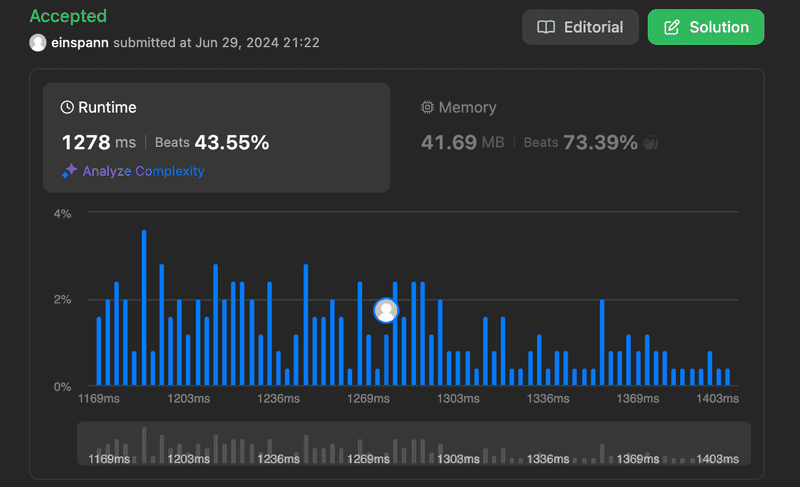 Accepted
einspann submitted at Jun 29, 2024 21:22
Editorial
Solution
Runtime
1278 ms | Beats 43.55%
Analyze Complexity
Memory
41.69 MB | Beats 73.39%
4%
2%
0%
1169ms 1203ms 1236ms 1269ms 1303ms 1336ms 1369ms 1403ms
1169ms 1203ms 1236ms 1269ms 1303ms 1336ms 1369ms 1403ms